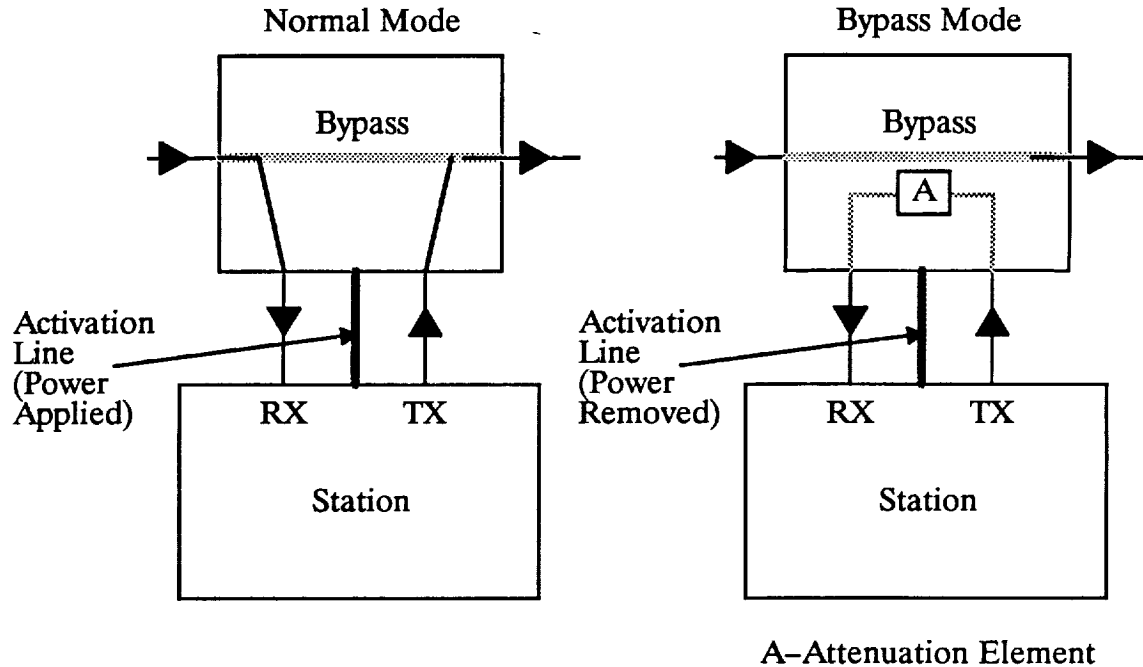 Normal Mode
Bypass
Activation
Line
(Power
Applied)
RX TX
Station
Bypass Mode
Bypass
A
Activation
Line
(Power
Removed)
RX TX
Station
A–Attenuation Element